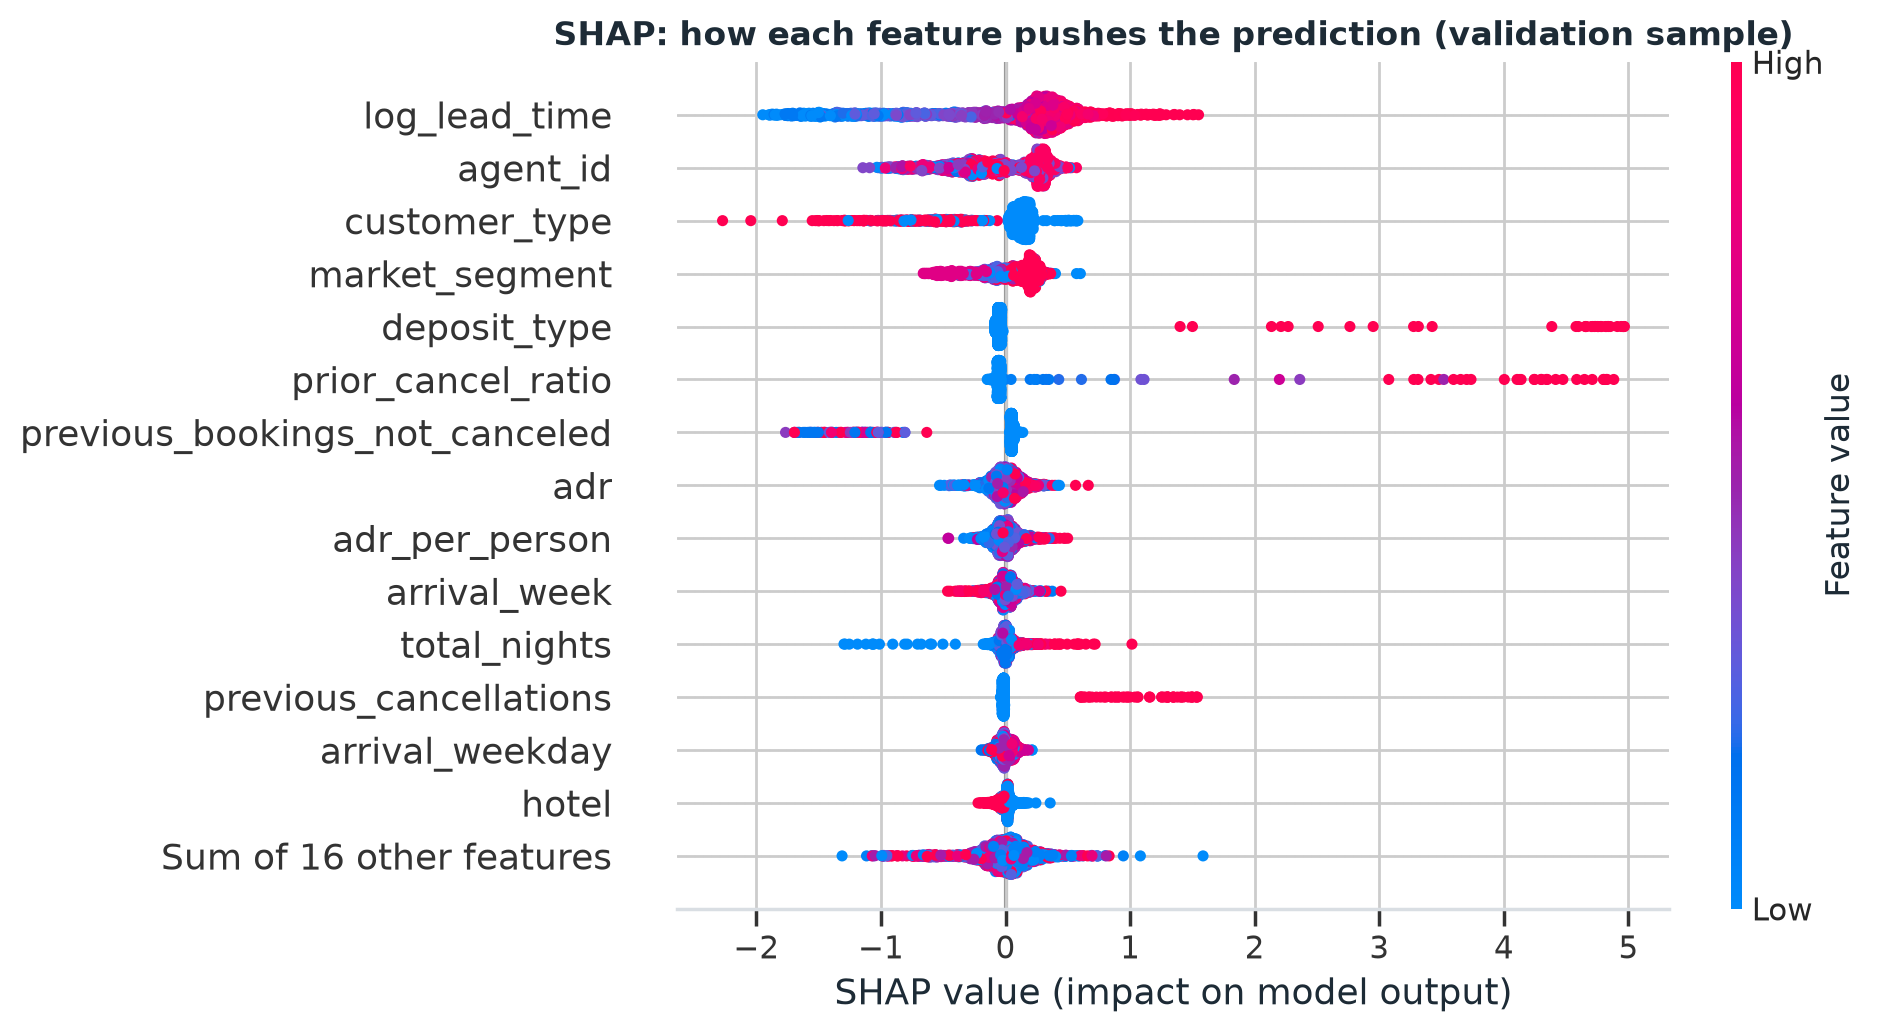 SHAP: how each feature pushes the prediction (validation sample)
High
log_lead_time
agent_id
customer_type
market_segment
deposit_type
prior_cancel_ratio
previous_bookings_not_canceled
adr
adr_per_person
arrival_week
total_nights
previous_cancellations
arrival_weekday
hotel
Sum of 16 other features
Feature value
Low
−2 −1 0 1 2 3 4 5
SHAP value (impact on model output)